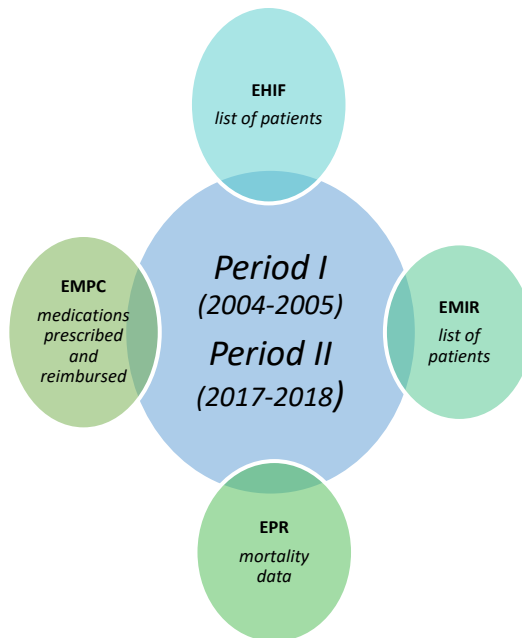 EHIF
list of patients
Period I
(2004-2005)
Period II
(2017-2018)
EMPC
medications
prescribed
and
reimbursed
EMIR
list of
patients
EPR
mortality
data